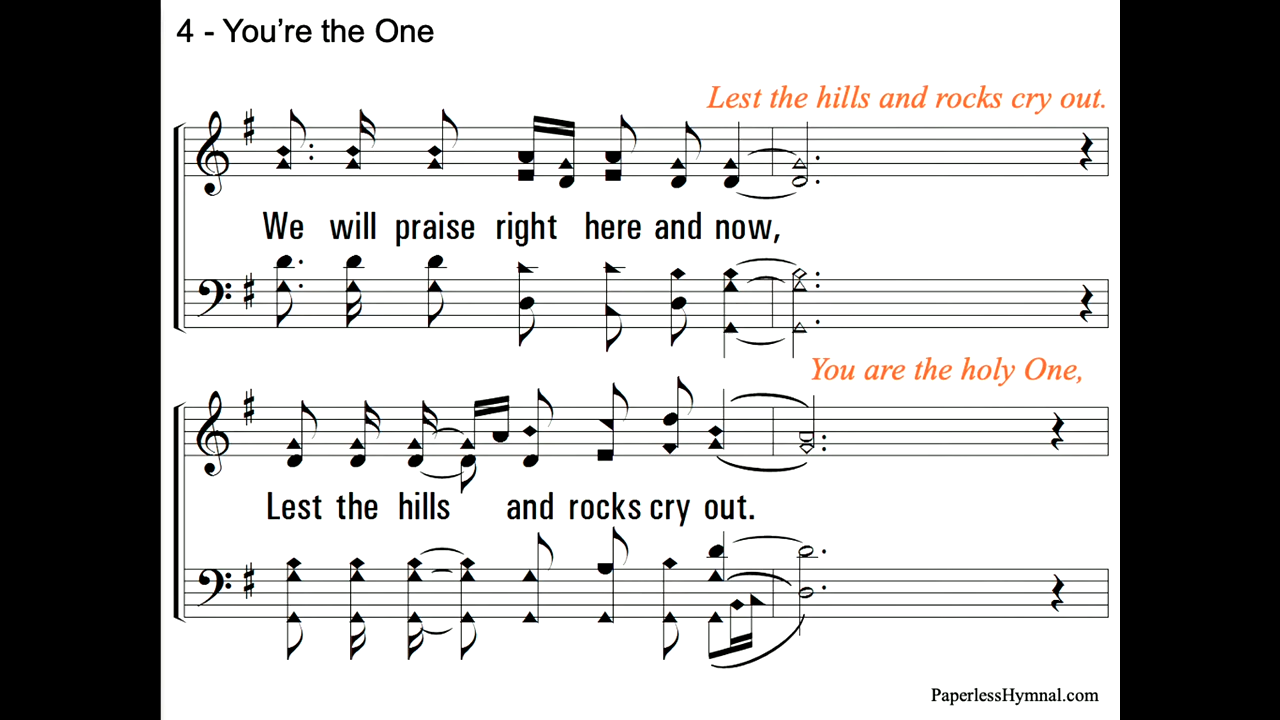 4 - You’re the One
Lest the hills and rocks cry out.
We will praise right here and now,
You are the holy One,
Lest the hills and rocks cry out.
PaperlessHymnal.com